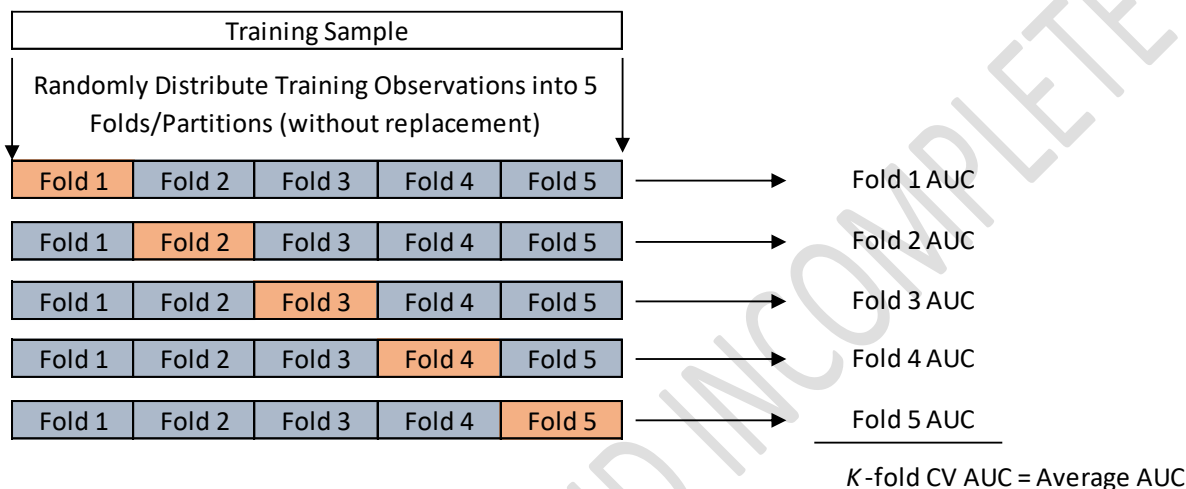 Training Sample
Randomly Distribute Training Observations into 5
Folds/Partitions (without replacement)
Fold 1 Fold 2 Fold 3 Fold 4 Fold 5 Fold 1 AUC
Fold 1 Fold 2 Fold 3 Fold 4 Fold 5 Fold 2 AUC
Fold 1 Fold 2 Fold 3 Fold 4 Fold 5 Fold 3 AUC
Fold 1 Fold 2 Fold 3 Fold 4 Fold 5 Fold 4 AUC
Fold 1 Fold 2 Fold 3 Fold 4 Fold 5 Fold 5 AUC
K-fold CV AUC = Average AUC
D INCOMPLETE